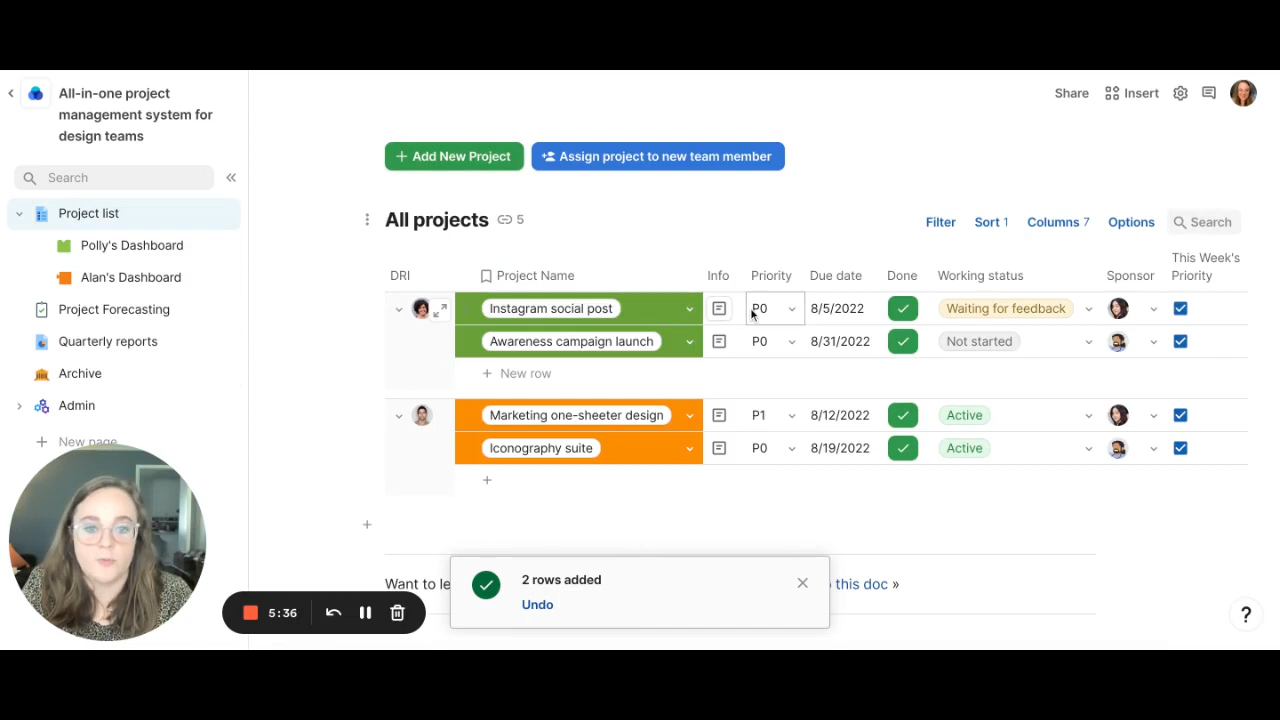 All-in-one project
management system for
design teams
Search
Project list
Polly's Dashboard
Alan's Dashboard
Project Forecasting
Quarterly reports
Archive
Admin
New page
5:36
Share
Insert
+ Add New Project
Assign project to new team member
All projects
5
Filter
Sort 1
Columns 7
Options
Search
DRI
Project Name
Info
Priority
Due date
Done
Working status
Sponsor
This Week's
Priority
Instagram social post P0 8/5/2022 Waiting for feedback
Awareness campaign launch P0 8/31/2022 Not started
+ New row
Marketing one-sheeter design P1 8/12/2022 Active
Iconography suite P0 8/19/2022 Active
+
+
Want to le
this doc »
2 rows added
Undo
?